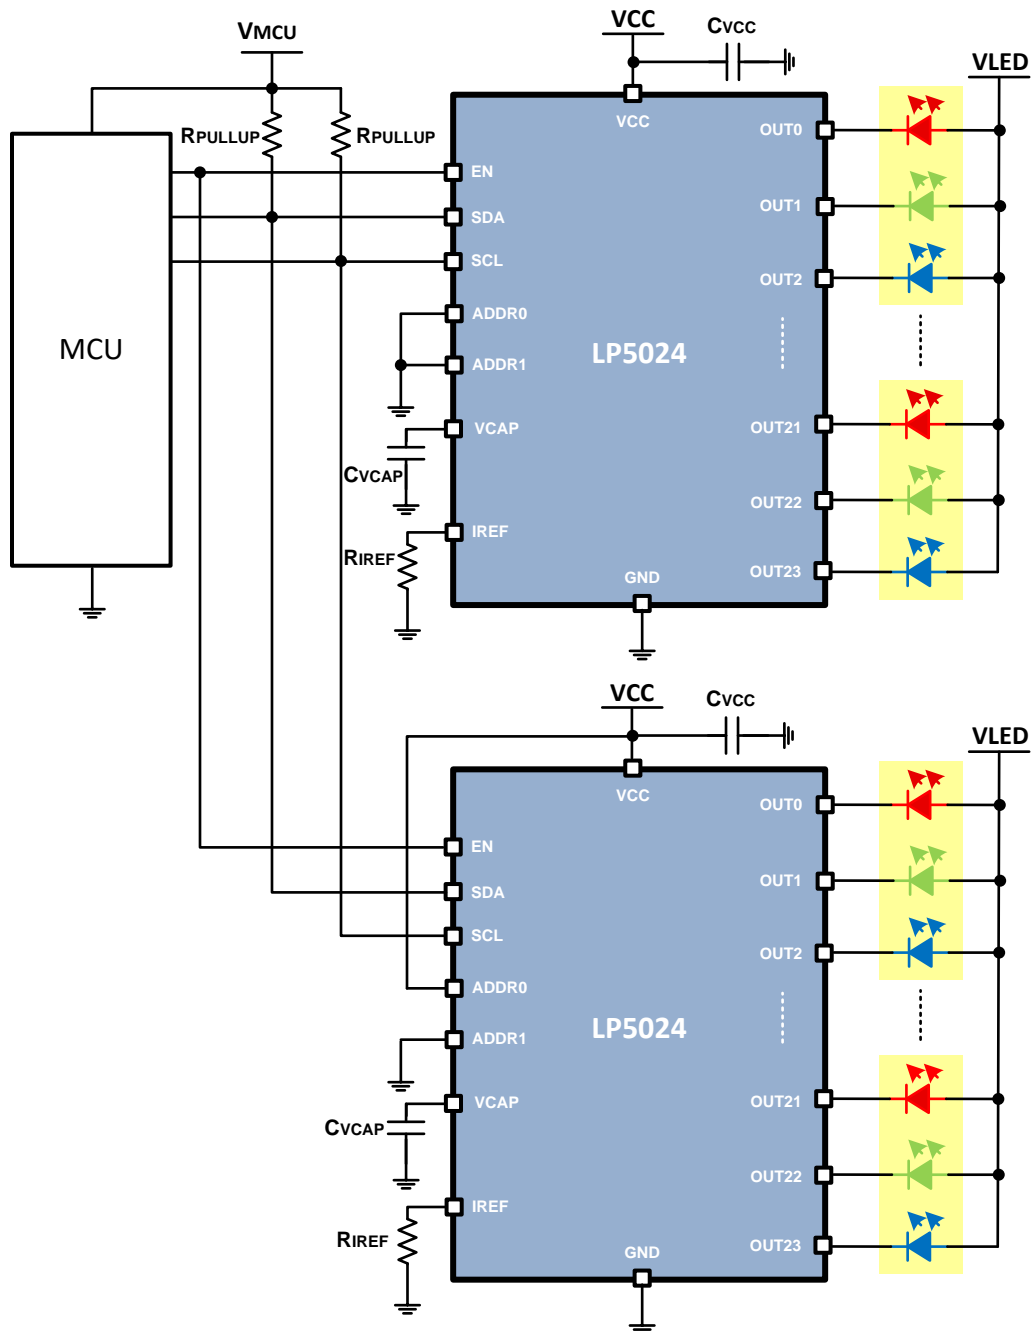 VMCU
VCC
CVCC
VLED
RPULLUP
RPULLUP
VCC
OUT0
EN
OUT1
SDA
SCL
OUT2
ADDR0
MCU
LP5024
ADDR1
VCAP
OUT21
CVCAP
OUT22
IREF
RIREF
GND
OUT23
VCC
CVCC
VLED
VCC
OUT0
EN
OUT1
SDA
SCL
OUT2
ADDR0
LP5024
ADDR1
VCAP
OUT21
CVCAP
OUT22
IREF
RIREF
GND
OUT23